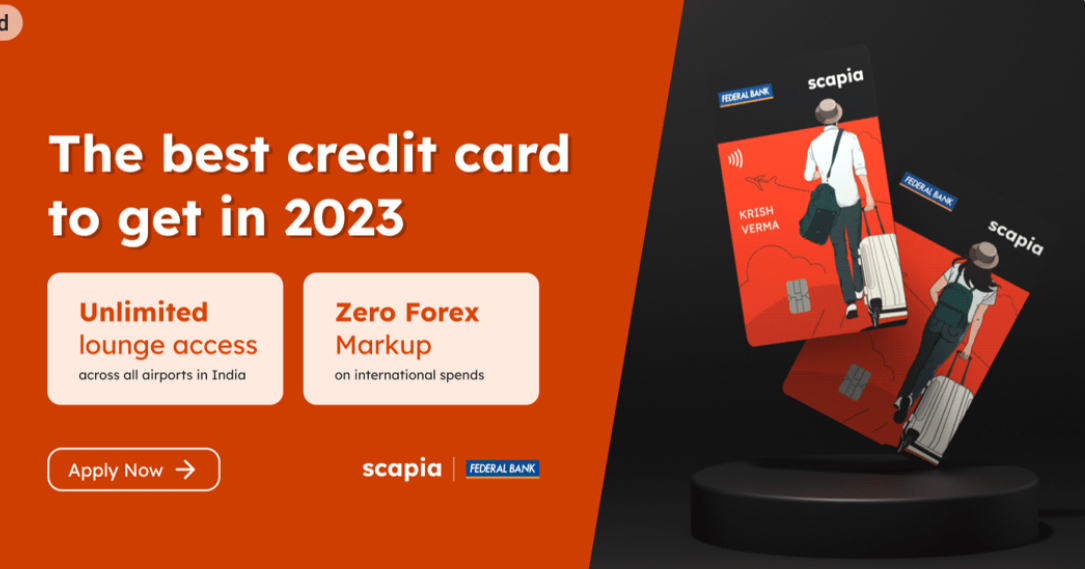 d
The best credit card
to get in 2023
Unlimited
lounge access
across all airports in India
Zero Forex
Markup
on international spends
Apply Now →
scapia
FEDERAL BANK
FEDERAL BANK
scapia
KRISH
VERMA
FEDERAL BANK
scapia